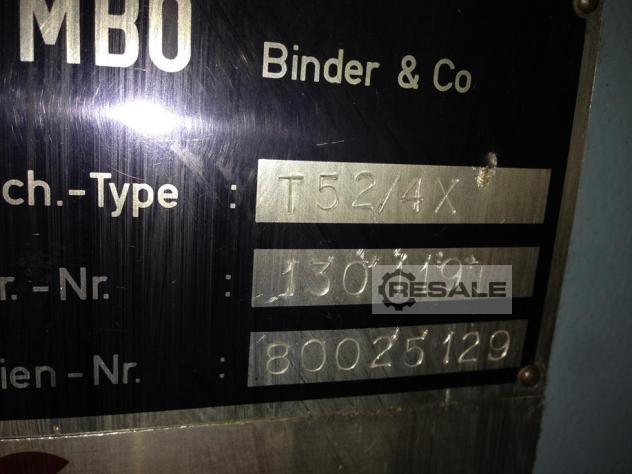 MBO
Binder & Co
ch.-Type : T52/4X
r.-Nr. :
RESALE
ien-Nr. : 80025129